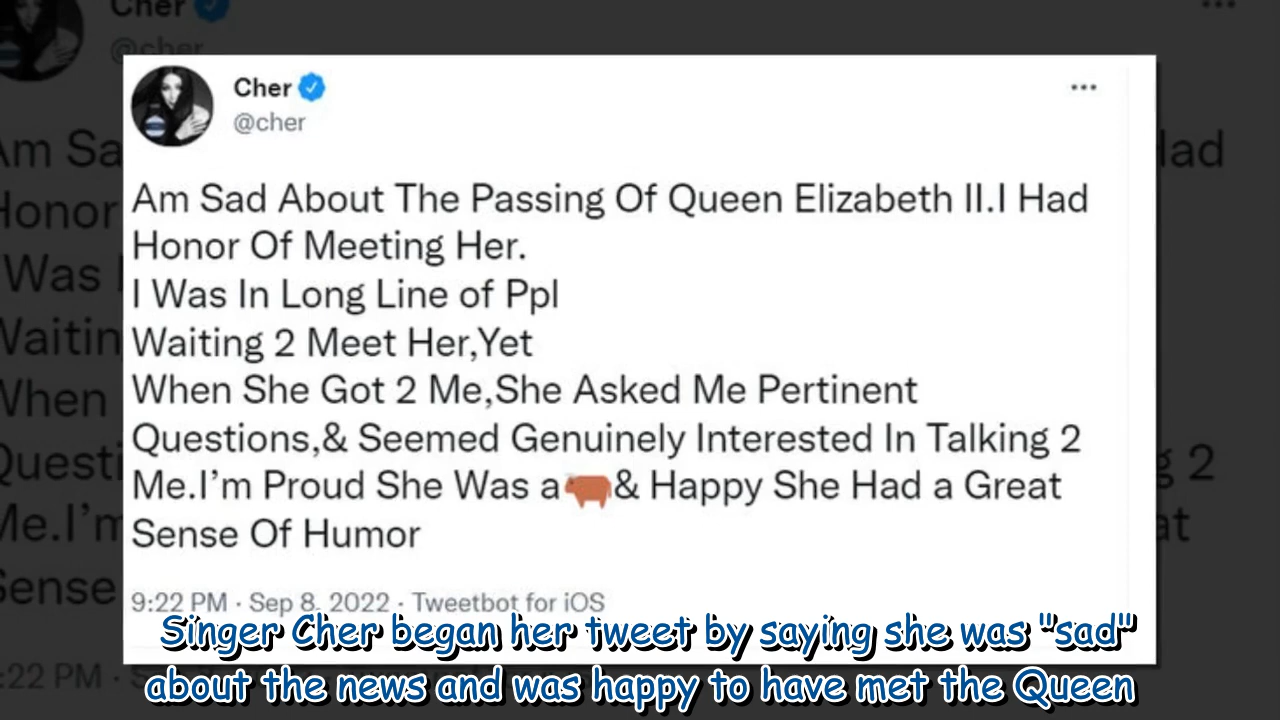 Cher
@cher
Cher
@cher
Am Sad About The Passing Of Queen Elizabeth II.I Had
Honor Of Meeting Her.
I Was In Long Line of Ppl
Waiting 2 Meet Her,Yet
When She Got 2 Me,She Asked Me Pertinent
Questions,& Seemed Genuinely Interested In Talking 2
Me.I’m Proud She Was a🐂& Happy She Had a Great
Sense Of Humor
9:22 PM · Sep 8, 2022 · Tweetbot for iOS
Singer Cher began her tweet by saying she was "sad"
about the news and was happy to have met the Queen